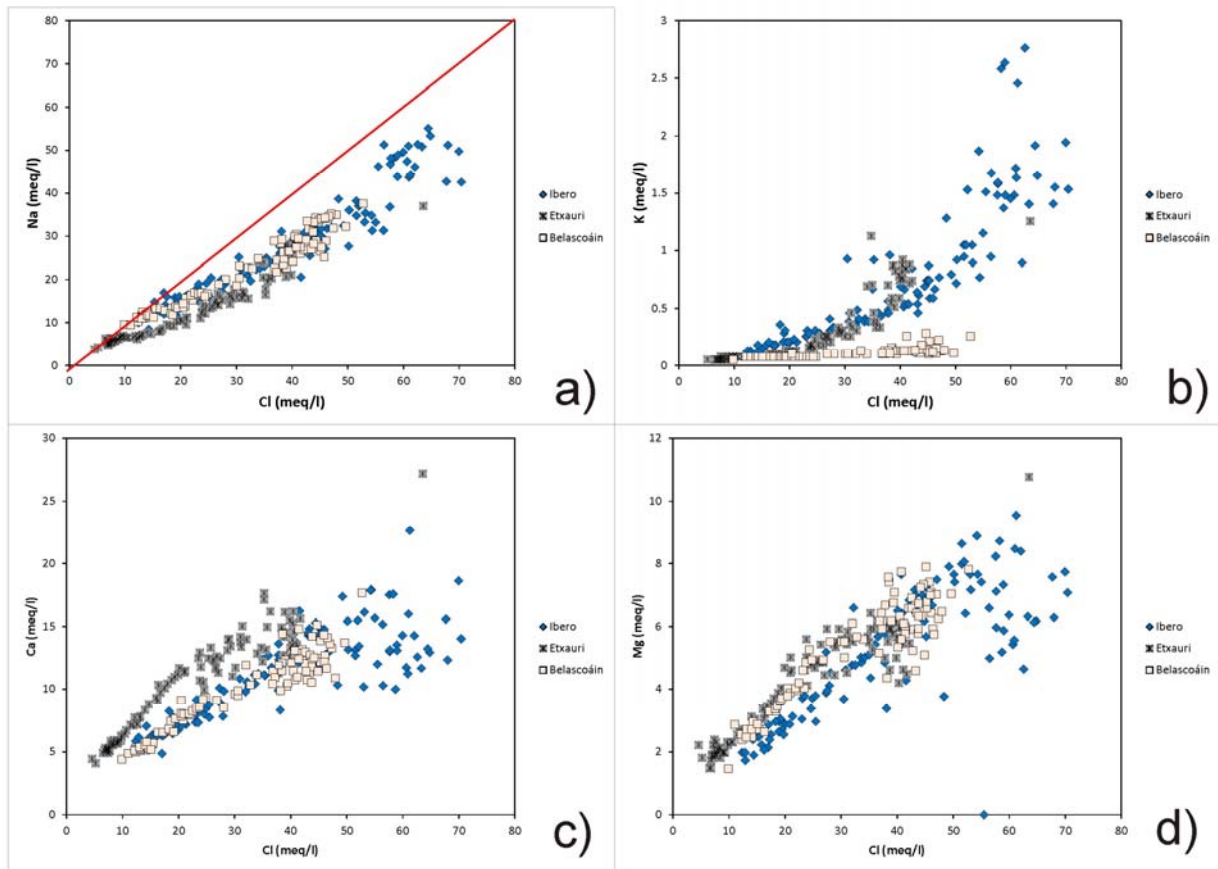 80
70
60
50
40
30
20
10
0
Na (meq/l)
0 10 20 30 40 50 60 70 80
Cl (meq/l)
Ibero
Etxauri
Belascoáin
a)
3
2.5
2
1.5
1
0.5
0
K (meq/l)
0 10 20 30 40 50 60 70 80
Cl (meq/l)
Ibero
Etxauri
Belascoáin
b)
30
25
20
15
10
5
0
Ca (meq/l)
0 10 20 30 40 50 60 70 80
Cl (meq/l)
Ibero
Etxauri
Belascoáin
c)
12
10
8
6
4
2
0
Mg (meq/l)
0 10 20 30 40 50 60 70 80
Cl (meq/l)
Ibero
Etxauri
Belascoáin
d)